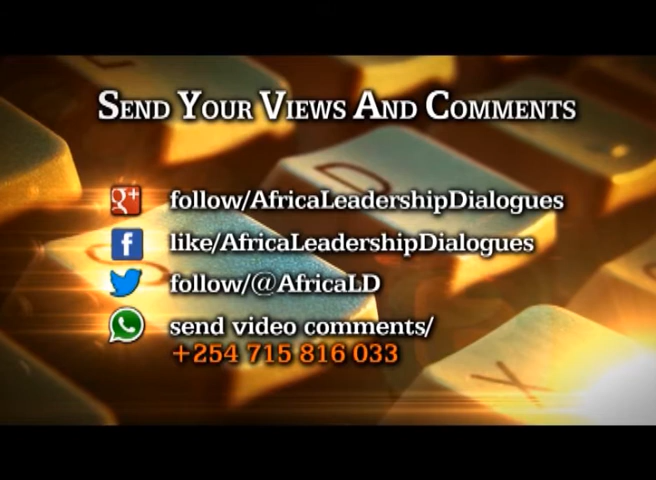 SEND YOUR VIEWS AND COMMENTS
g+ follow/AfricaLeadershipDialogues
f like/AfricaLeadershipDialogues
follow/@AfricaLD
send video comments/
+254 715 816 033
D
X